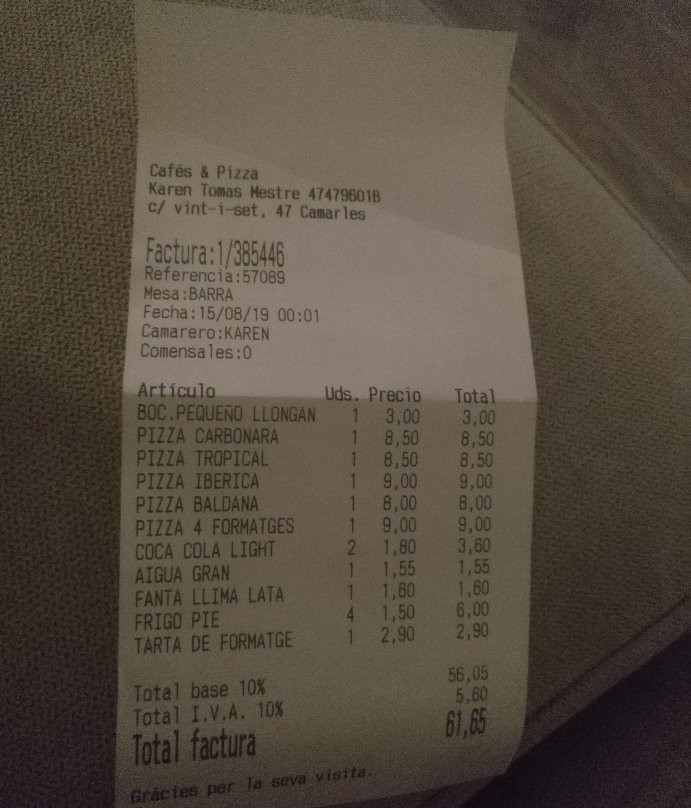 Cafés & Pizza
Karen Tomas Mestre 47479601B
c/ vint-i-set, 47 Camarles
Factura:1/385446
Referencia:57089
Mesa:BARRA
Fecha:15/08/19 00:01
Camarero:KAREN
Comensales:0
Artículo Uds. Precio Total
BOC.PEQUEÑO LLONGAN 1 3,00 3,00
PIZZA CARBONARA 1 8,50 8,50
PIZZA TROPICAL 1 8,50 8,50
PIZZA IBERICA 1 9,00 9,00
PIZZA BALDANA 1 8,00 8,00
PIZZA 4 FORMATGES 1 9,00 9,00
COCA COLA LIGHT 2 1,80 3,60
AIGUA GRAN 1 1,55 1,55
FANTA LLIMA LATA 1 1,60 1,60
FRIGO PIE 4 1,50 6,00
TARTA DE FORMATGE 1 2,90 2,90
Total base 10% 56,05
Total I.V.A. 10% 5,60
Total factura 61,65
Gràcies per la seva visita.